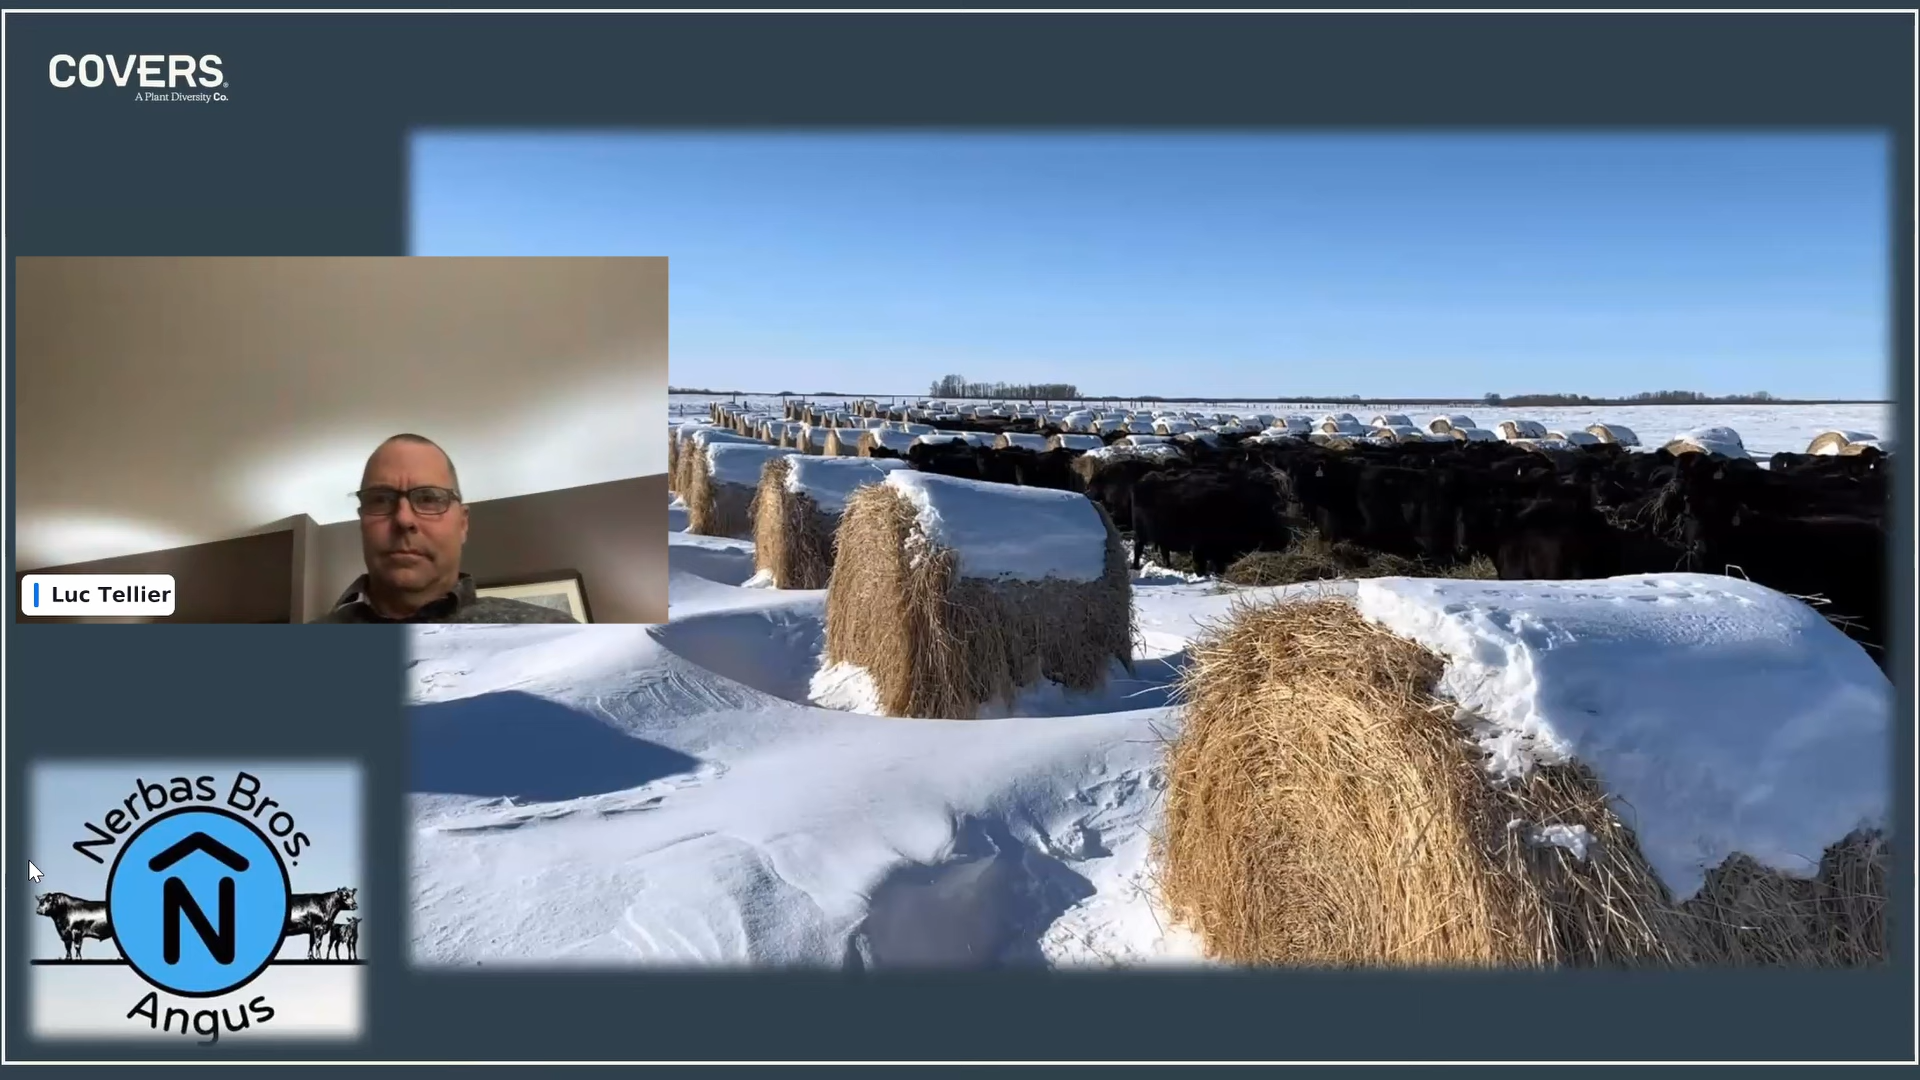 COVERS®
A Plant Diversity Co.
Luc Tellier
Nerbas Bros.
N
Angus